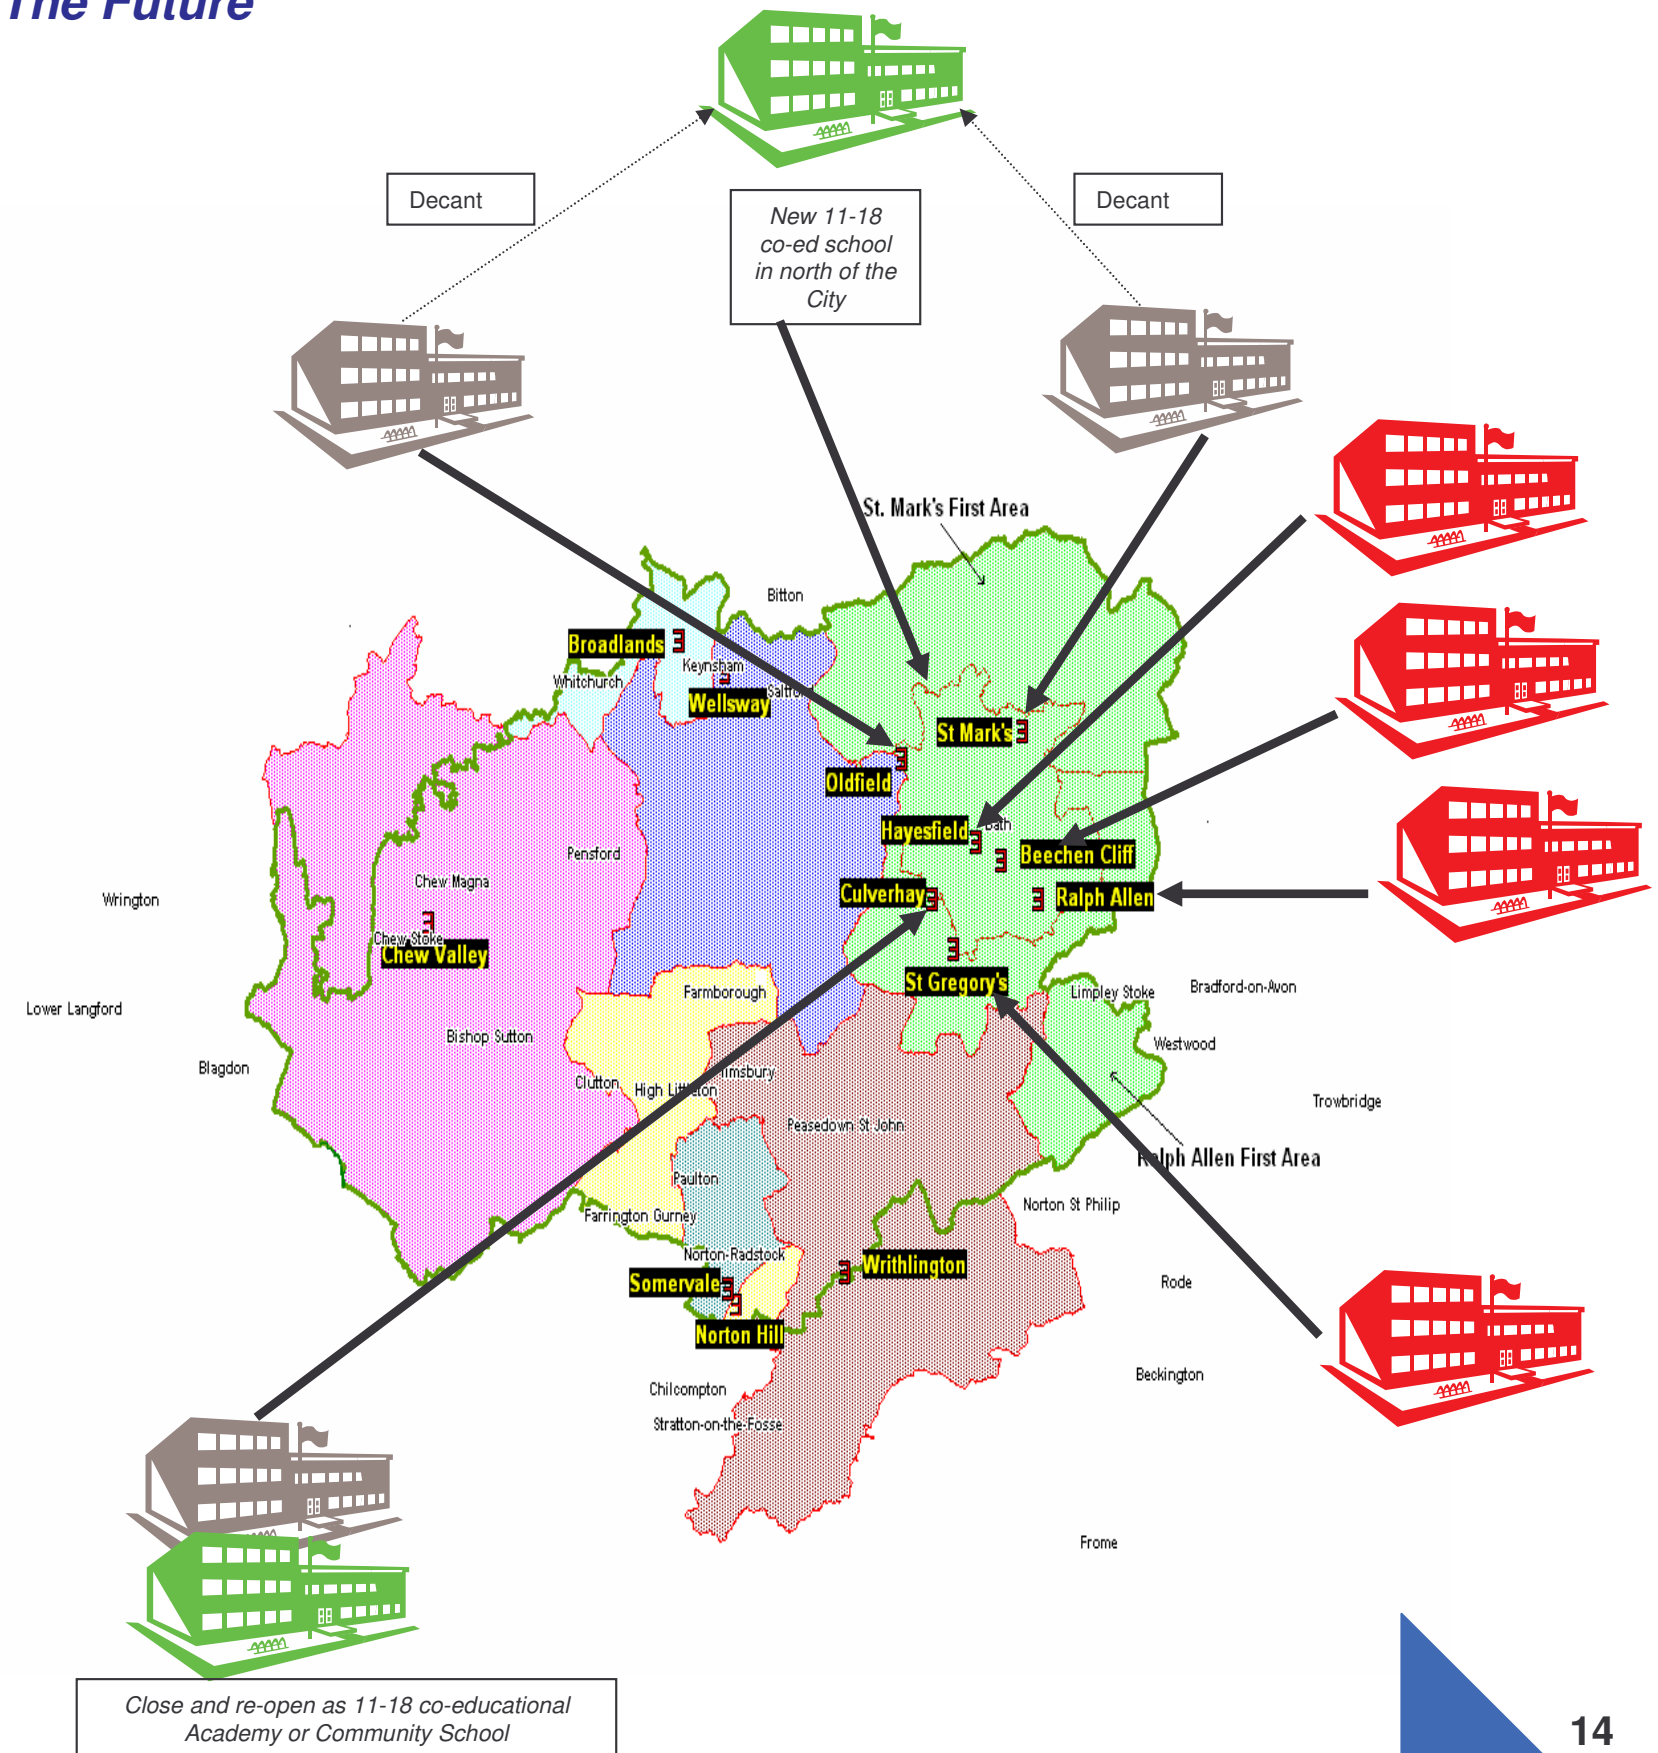 The Future
Decant
Decant
New 11-18
co-ed school
in north of the
City
St. Mark's First Area
Bitton
Broadlands
Keynsham
Whitchurch
Saltford
Wellsway
St Mark's
Oldfield
Hayesfield
Bath
Beechen Cliff
Pensford
Chew Magna
Culverhay
Ralph Allen
Wrington
Chew Stoke
Chew Valley
St Gregory's
Farmborough
Limpley Stoke
Bradford-on-Avon
Lower Langford
Bishop Sutton
Westwood
Blagdon
Clutton
High Littleton
Timsbury
Trowbridge
Peasedown St John
Ralph Allen First Area
Paulton
Norton St Philip
Farrington Gurney
Norton-Radstock
Writhlington
Somervale
Rode
Norton Hill
Beckington
Chilcompton
Stratton-on-the-Fosse
Frome
Close and re-open as 11-18 co-educational
Academy or Community School
14